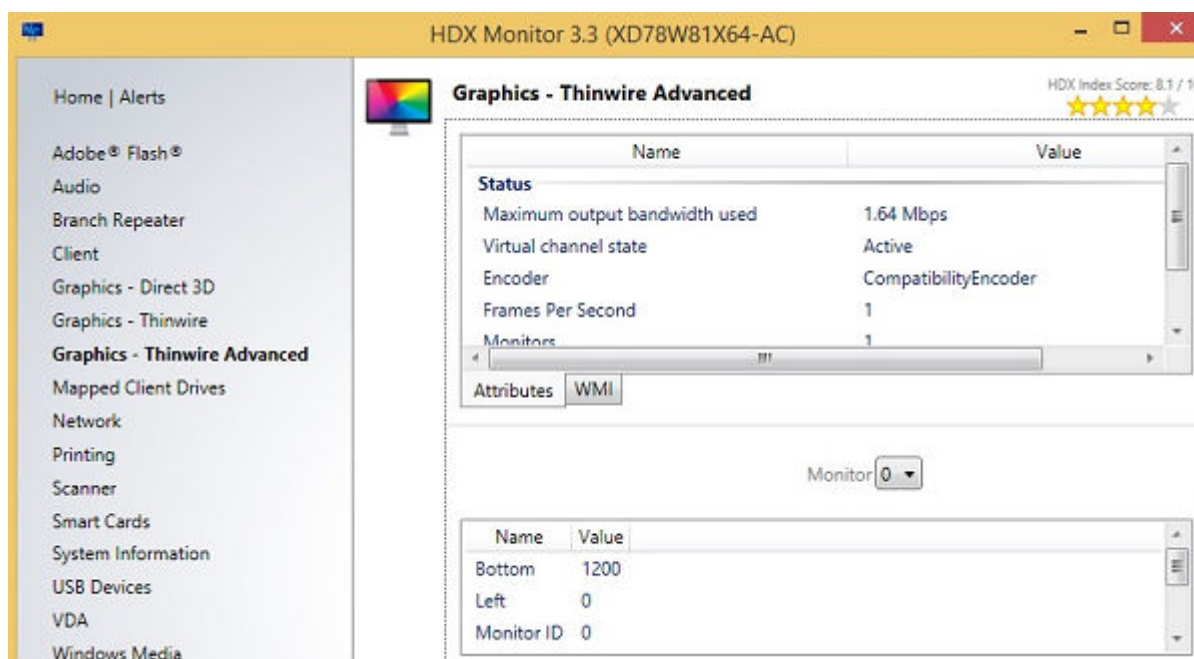 HDX Monitor 3.3 (XD78W81X64-AC)
Home | Alerts
Adobe® Flash®
Audio
Branch Repeater
Client
Graphics - Direct 3D
Graphics - Thinwire
Graphics - Thinwire Advanced
Mapped Client Drives
Network
Printing
Scanner
Smart Cards
System Information
USB Devices
VDA
Windows Media
Graphics - Thinwire Advanced
HDX Index Score: 8.1 / 1
Name Value
Status
Maximum output bandwidth used 1.64 Mbps
Virtual channel state Active
Encoder CompatibilityEncoder
Frames Per Second 1
Monitors 1
Attributes WMI
Monitor 0
Name Value
Bottom 1200
Left 0
Monitor ID 0